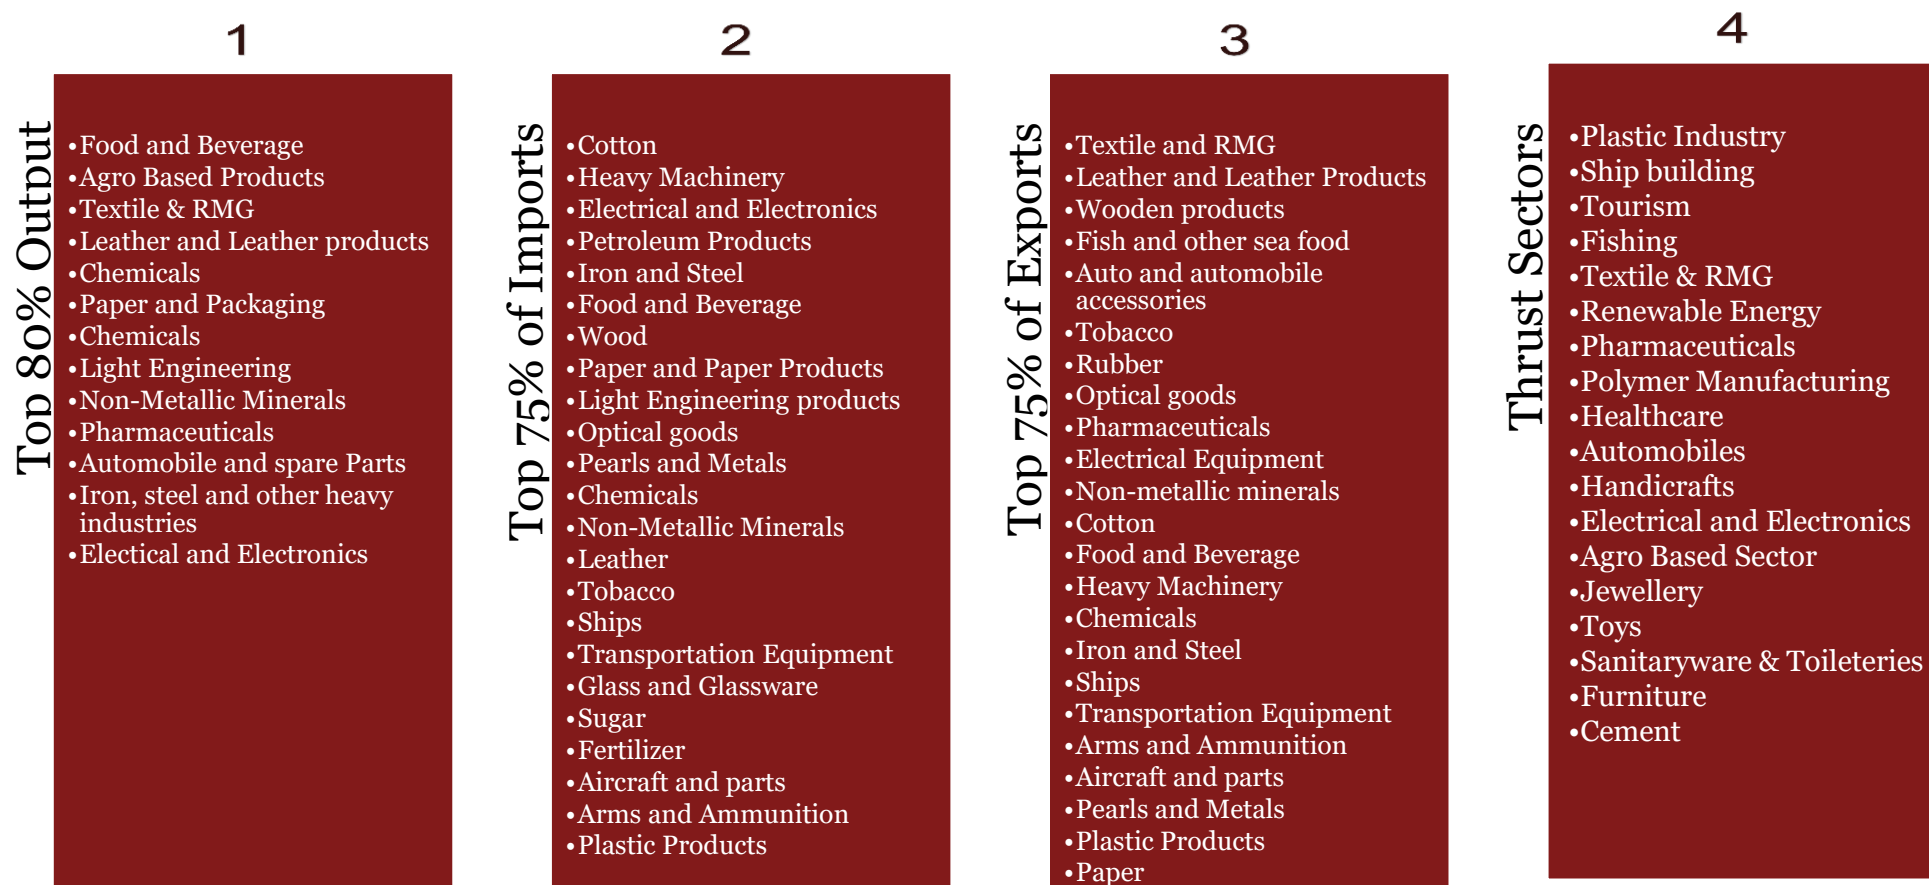 1
Top 80% Output
•Food and Beverage
•Agro Based Products
•Textile & RMG
•Leather and Leather products
•Chemicals
•Paper and Packaging
•Chemicals
•Light Engineering
•Non-Metallic Minerals
•Pharmaceuticals
•Automobile and spare Parts
•Iron, steel and other heavy
industries
•Electical and Electronics
2
Top 75% of Imports
•Cotton
•Heavy Machinery
•Electrical and Electronics
•Petroleum Products
•Iron and Steel
•Food and Beverage
•Wood
•Paper and Paper Products
•Light Engineering products
•Optical goods
•Pearls and Metals
•Chemicals
•Non-Metallic Minerals
•Leather
•Tobacco
•Ships
•Transportation Equipment
•Glass and Glassware
•Sugar
•Fertilizer
•Aircraft and parts
•Arms and Ammunition
•Plastic Products
3
Top 75% of Exports
•Textile and RMG
•Leather and Leather Products
•Wooden products
•Fish and other sea food
•Auto and automobile
accessories
•Tobacco
•Rubber
•Optical goods
•Pharmaceuticals
•Electrical Equipment
•Non-metallic minerals
•Cotton
•Food and Beverage
•Heavy Machinery
•Chemicals
•Iron and Steel
•Ships
•Transportation Equipment
•Arms and Ammunition
•Aircraft and parts
•Pearls and Metals
•Plastic Products
•Paper
4
Thrust Sectors
•Plastic Industry
•Ship building
•Tourism
•Fishing
•Textile & RMG
•Renewable Energy
•Pharmaceuticals
•Polymer Manufacturing
•Healthcare
•Automobiles
•Handicrafts
•Electrical and Electronics
•Agro Based Sector
•Jewellery
•Toys
•Sanitaryware & Toileteries
•Furniture
•Cement